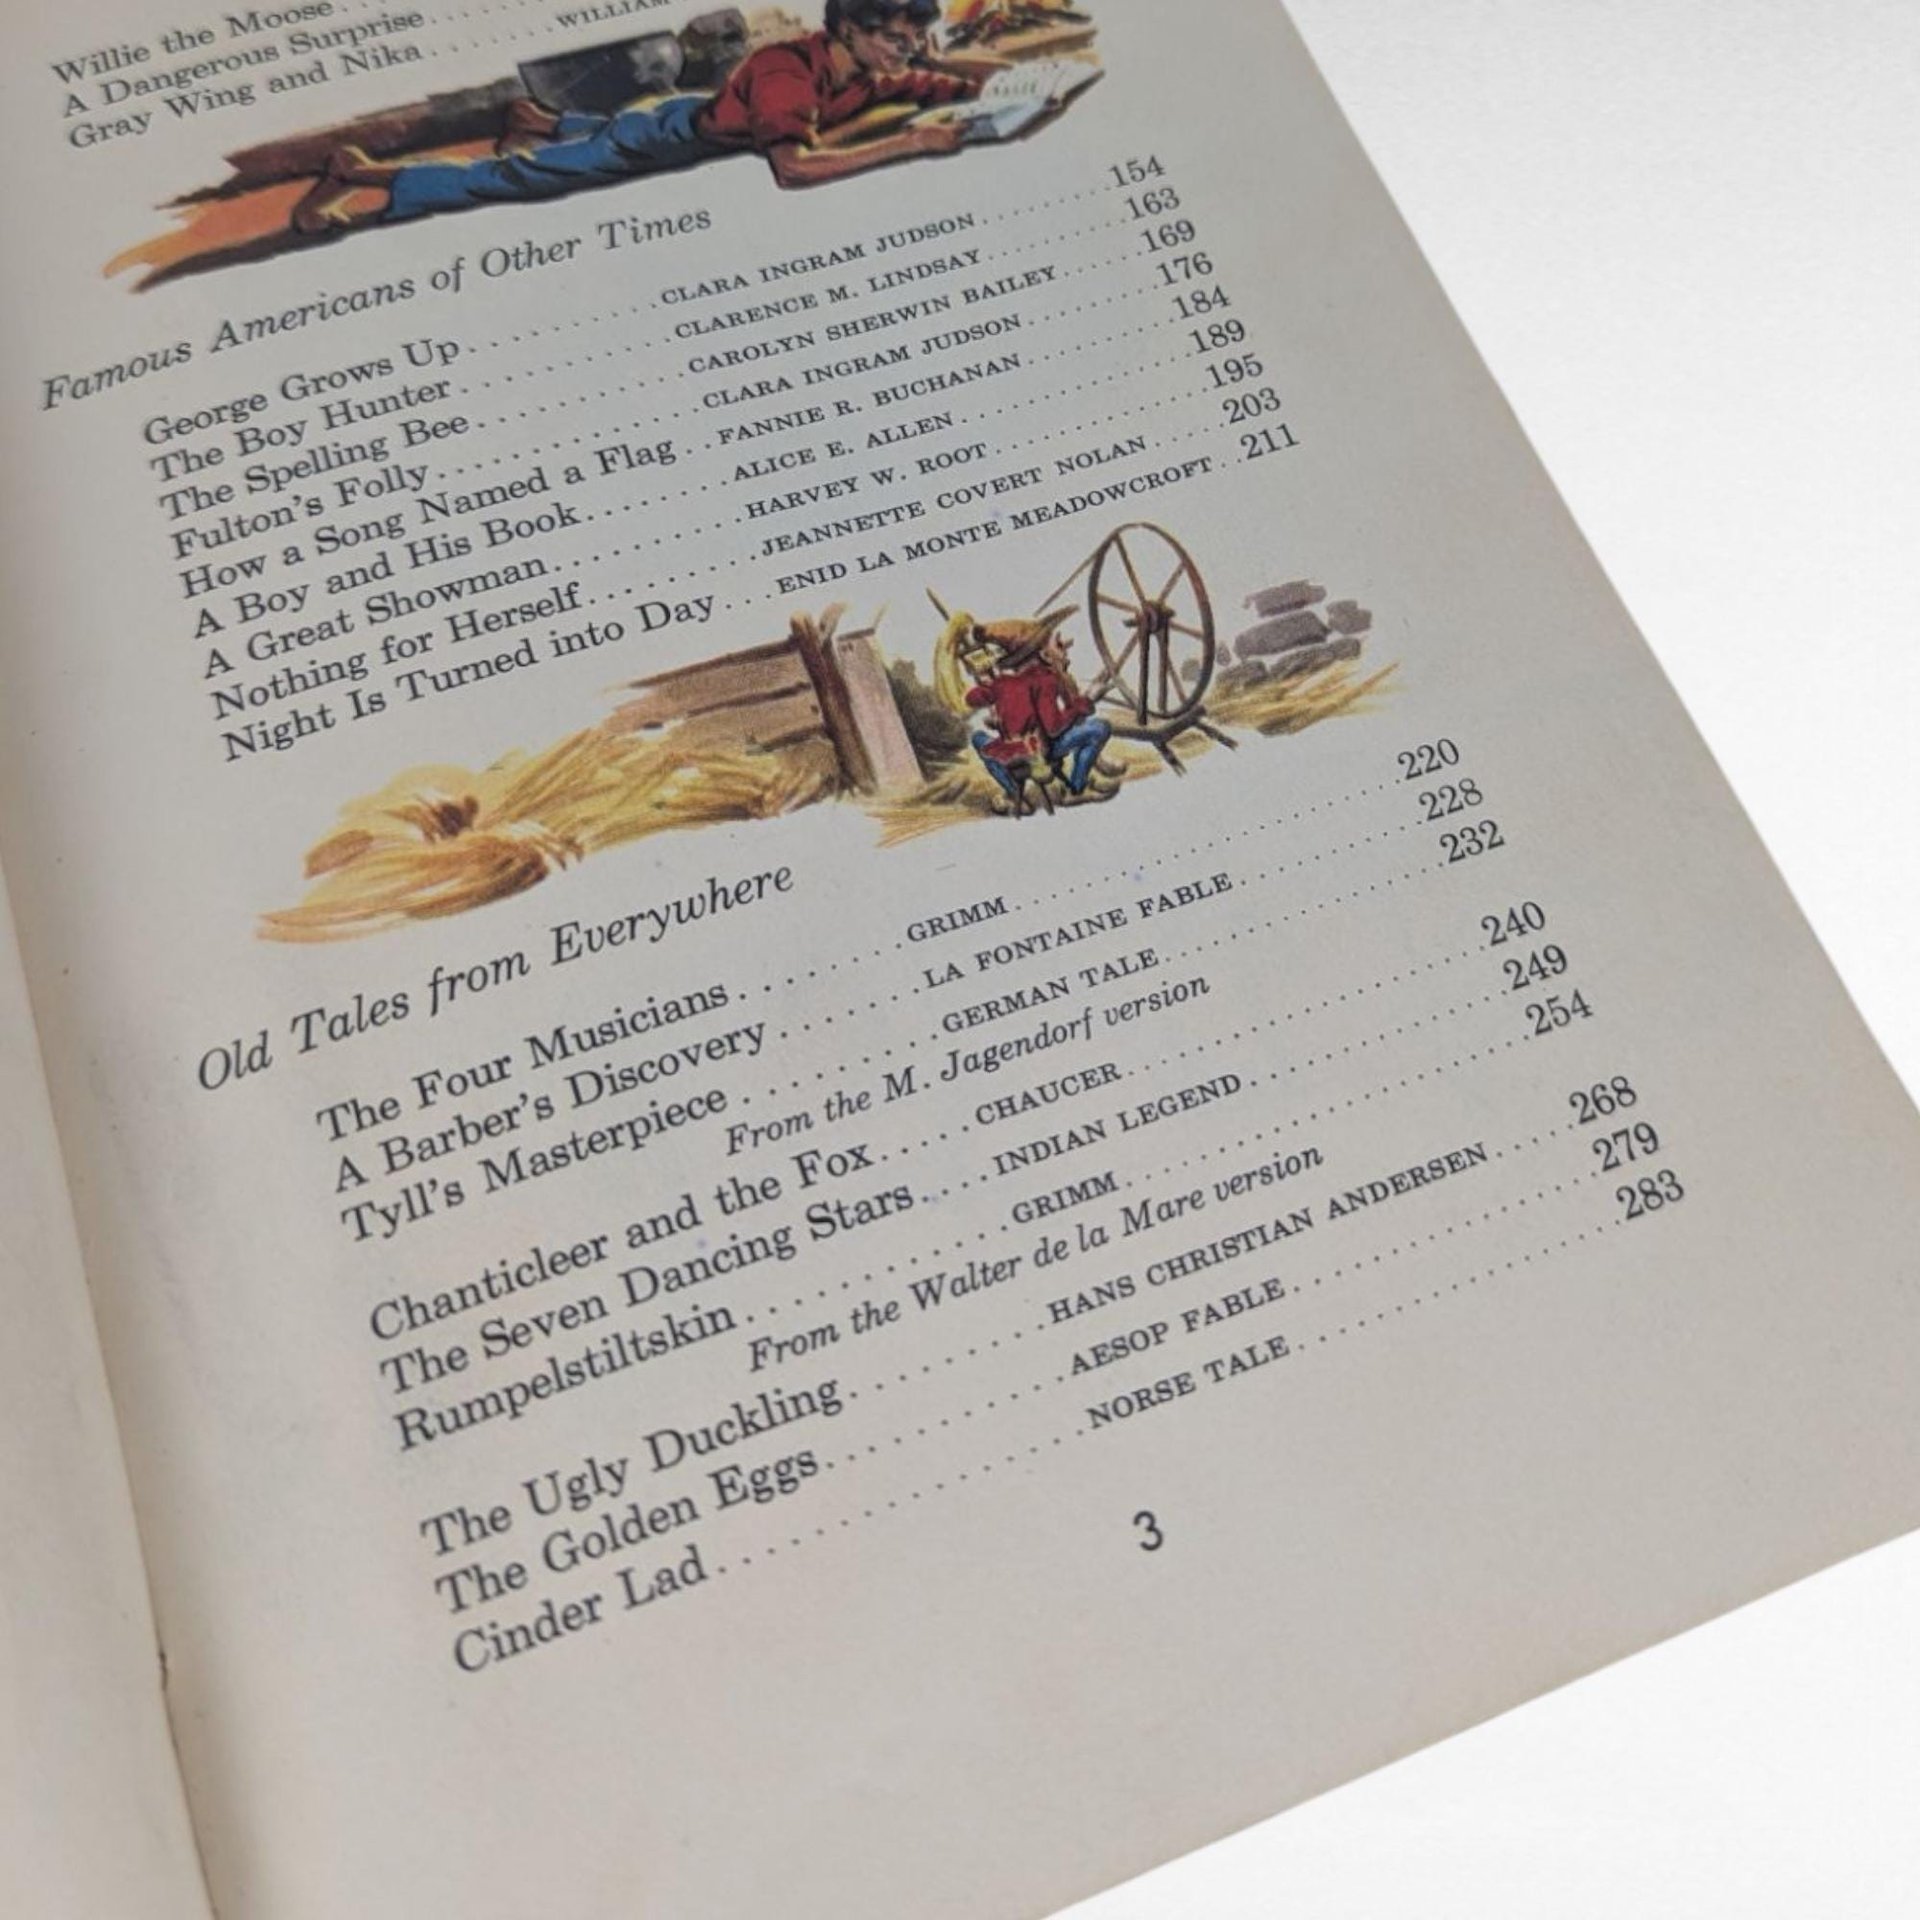 Willie the Moose...
A Dangerous Surprise......
Gray Wing and Nika.......WILLIAM
Famous Americans of Other Times
George Grows Up..........CLARA INGRAM JUDSON.........154
The Boy Hunter...........CLARENCE M. LINDSAY.........163
The Spelling Bee...........CAROLYN SHERWIN BAILEY......169
Fulton's Folly.............CLARA INGRAM JUDSON.........176
How a Song Named a Flag..FANNIE R. BUCHANAN..........184
A Boy and His Book.......ALICE E. ALLEN...............189
A Great Showman.........HARVEY W. ROOT.............195
Nothing for Herself........JEANNETTE COVERT NOLAN.....203
Night Is Turned into Day...ENID LA MONTE MEADOWCROFT..211
Old Tales from Everywhere
The Four Musicians........GRIMM....................220
A Barber's Discovery.......LA FONTAINE FABLE..........228
Tyll's Masterpiece..........GERMAN TALE..............232
From the M. Jagendorf version
Chanticleer and the Fox.....CHAUCER..................240
The Seven Dancing Stars....INDIAN LEGEND.............249
Rumpelstiltskin............GRIMM....................254
From the Walter de la Mare version
The Ugly Duckling.........HANS CHRISTIAN ANDERSEN.....268
The Golden Eggs...........AESOP FABLE...............279
Cinder Lad................NORSE TALE................283
3